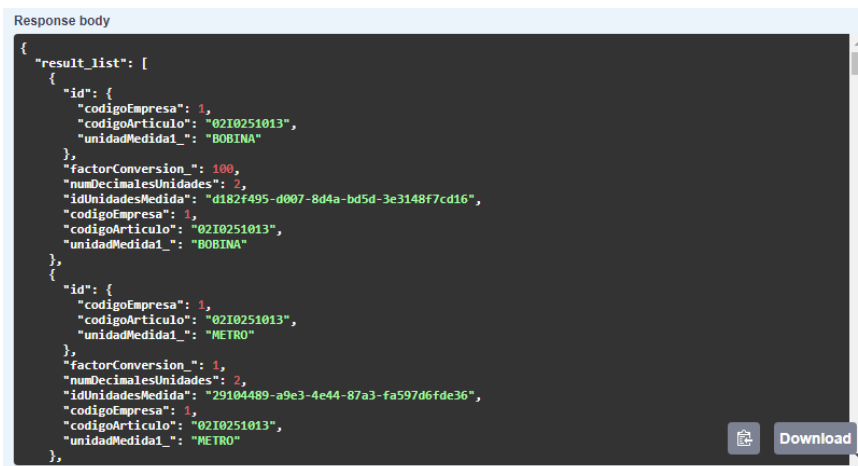 Response body
{
"result_list": [
{
"id": {
"codigoEmpresa": 1,
"codigoArticulo": "02I0251013",
"unidadMedida1_": "BOBINA"
},
"factorConversion_": 100,
"numDecimalesUnidades": 2,
"idUnidadesMedida": "d182f495-d007-8d4a-bd5d-3e3148f7cd16",
"codigoEmpresa": 1,
"codigoArticulo": "02I0251013",
"unidadMedida1_": "BOBINA"
},
{
"id": {
"codigoEmpresa": 1,
"codigoArticulo": "02I0251013",
"unidadMedida1_": "METRO"
},
"factorConversion_": 1,
"numDecimalesUnidades": 2,
"idUnidadesMedida": "29104489-a9e3-4e44-87a3-fa597d6fde36",
"codigoEmpresa": 1,
"codigoArticulo": "02I0251013",
"unidadMedida1_": "METRO"
},
Download